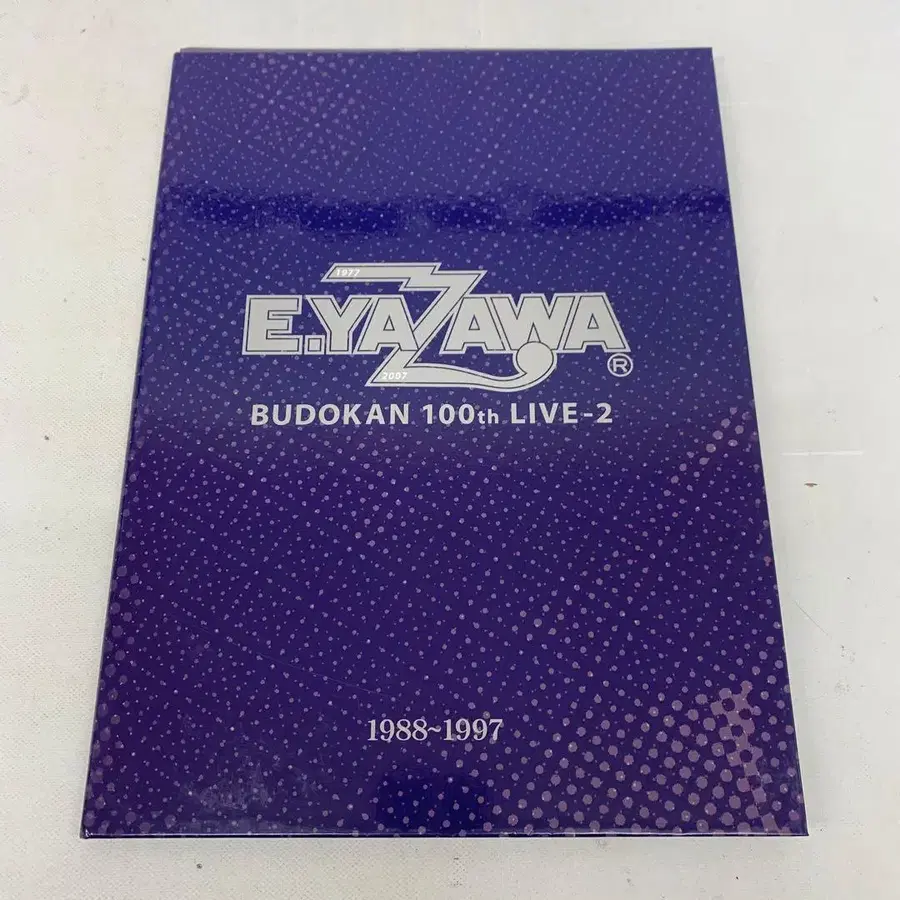 1977
E.YAZAWA®
2007
BUDOKAN 100th LIVE-2
1988~1997